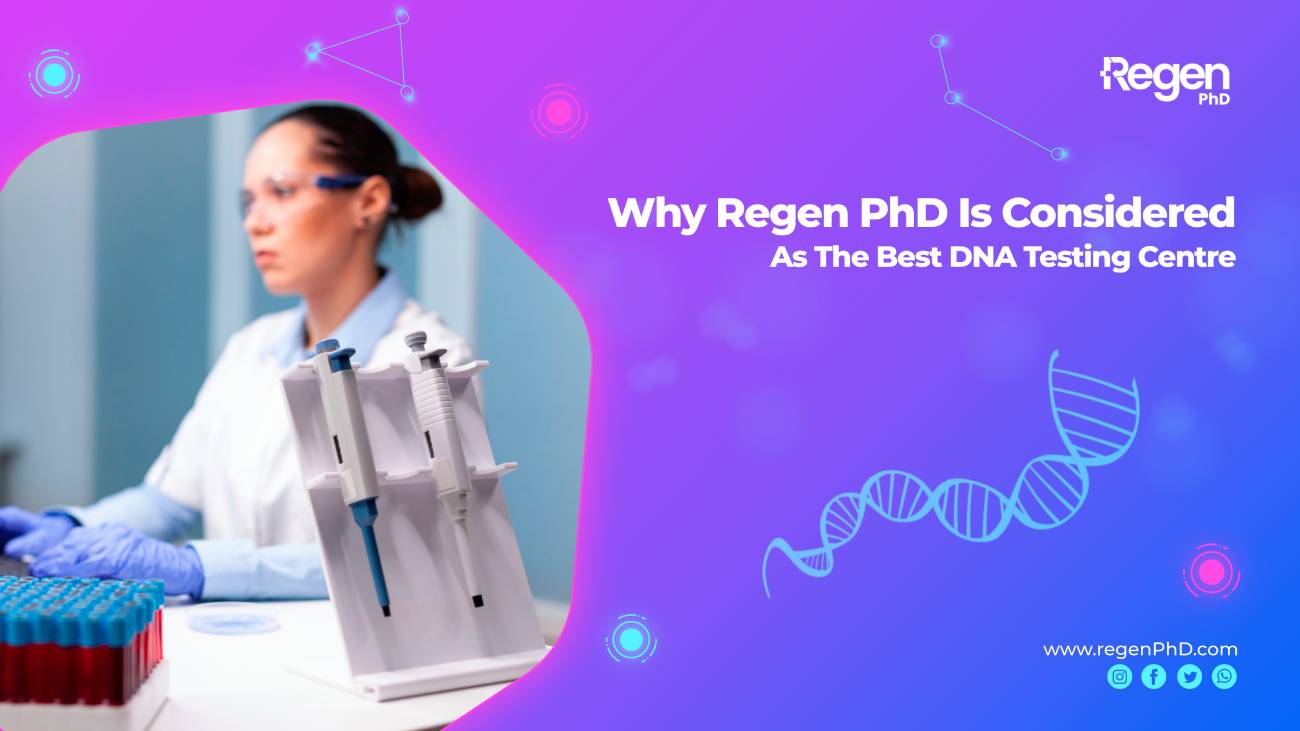 Regen
PhD
Why Regen PhD Is Considered
As The Best DNA Testing Centre
www.regenPhD.com